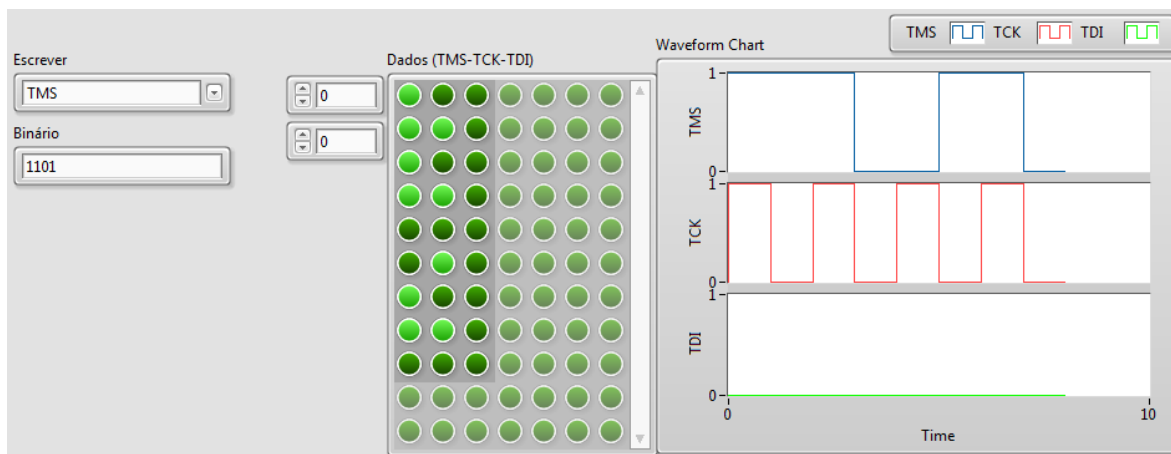 TMS TCK TDI
Escrever
TMS
Binário
1101
0
0
Dados (TMS-TCK-TDI)
Waveform Chart
1
TMS
0
1
TCK
0
1
TDI
0
0
10
Time